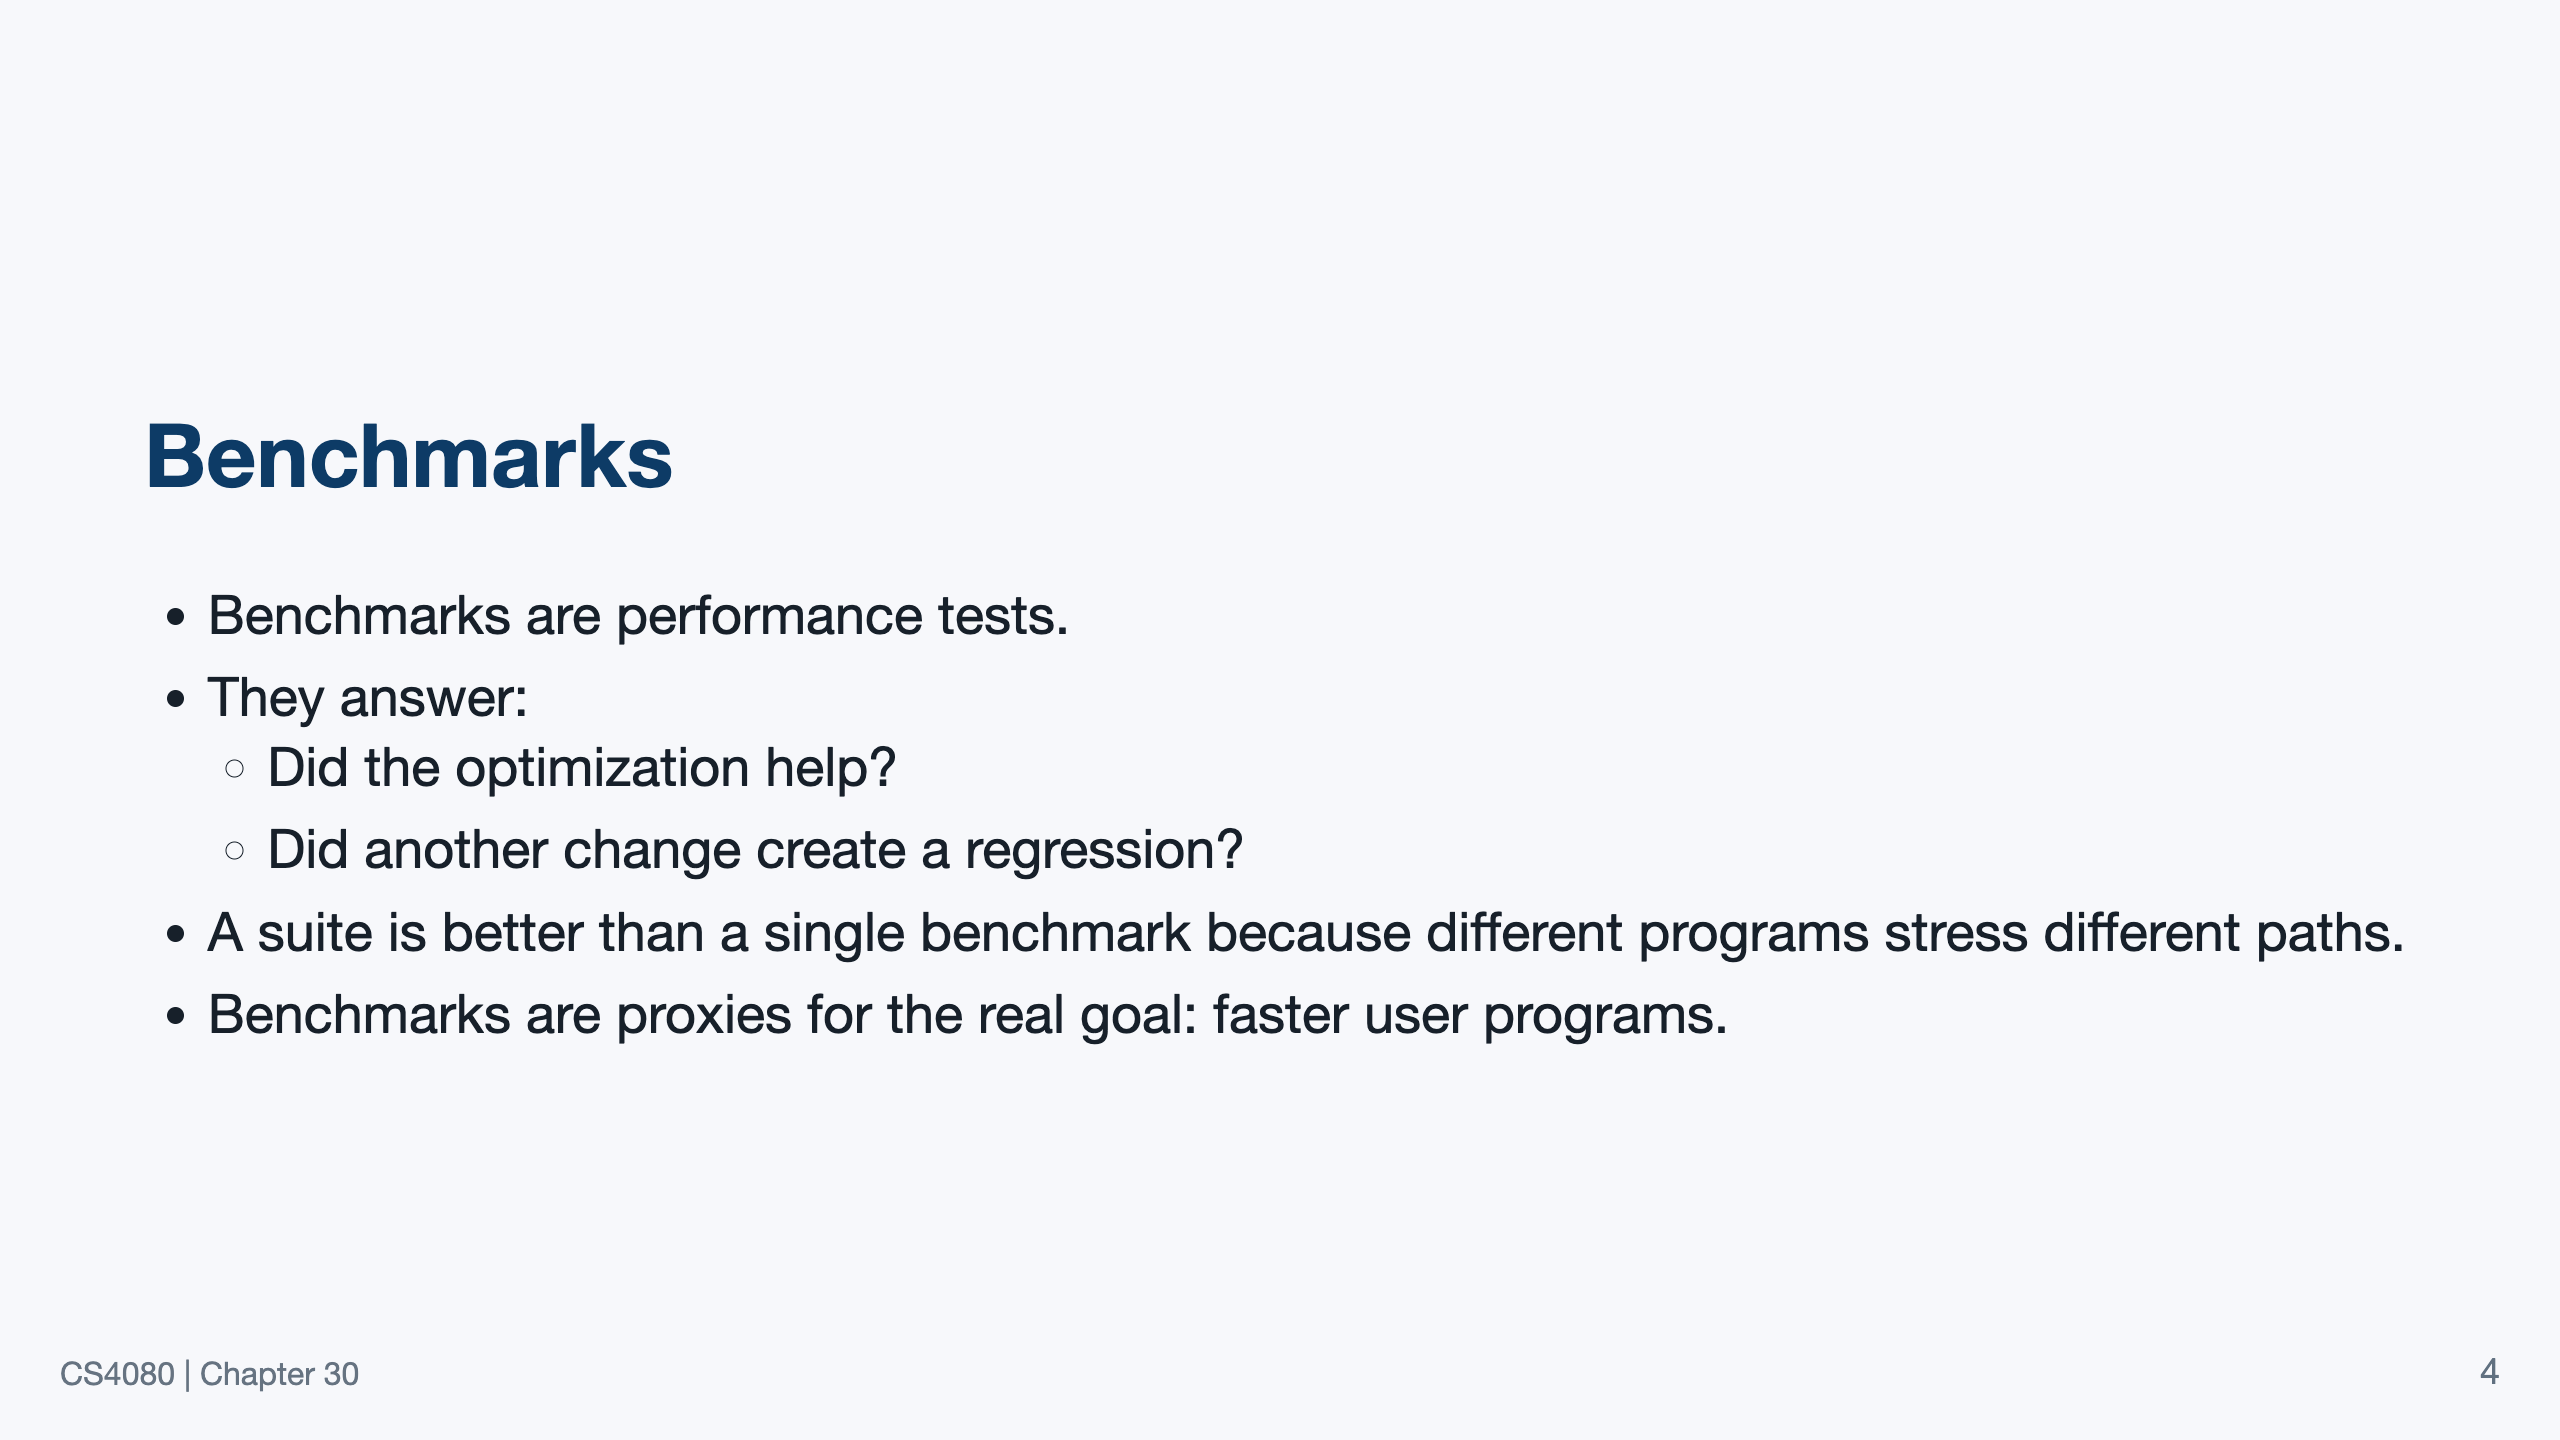 Benchmarks
• Benchmarks are performance tests.
• They answer:
○ Did the optimization help?
○ Did another change create a regression?
• A suite is better than a single benchmark because different programs stress different paths.
• Benchmarks are proxies for the real goal: faster user programs.
CS4080 | Chapter 30
4